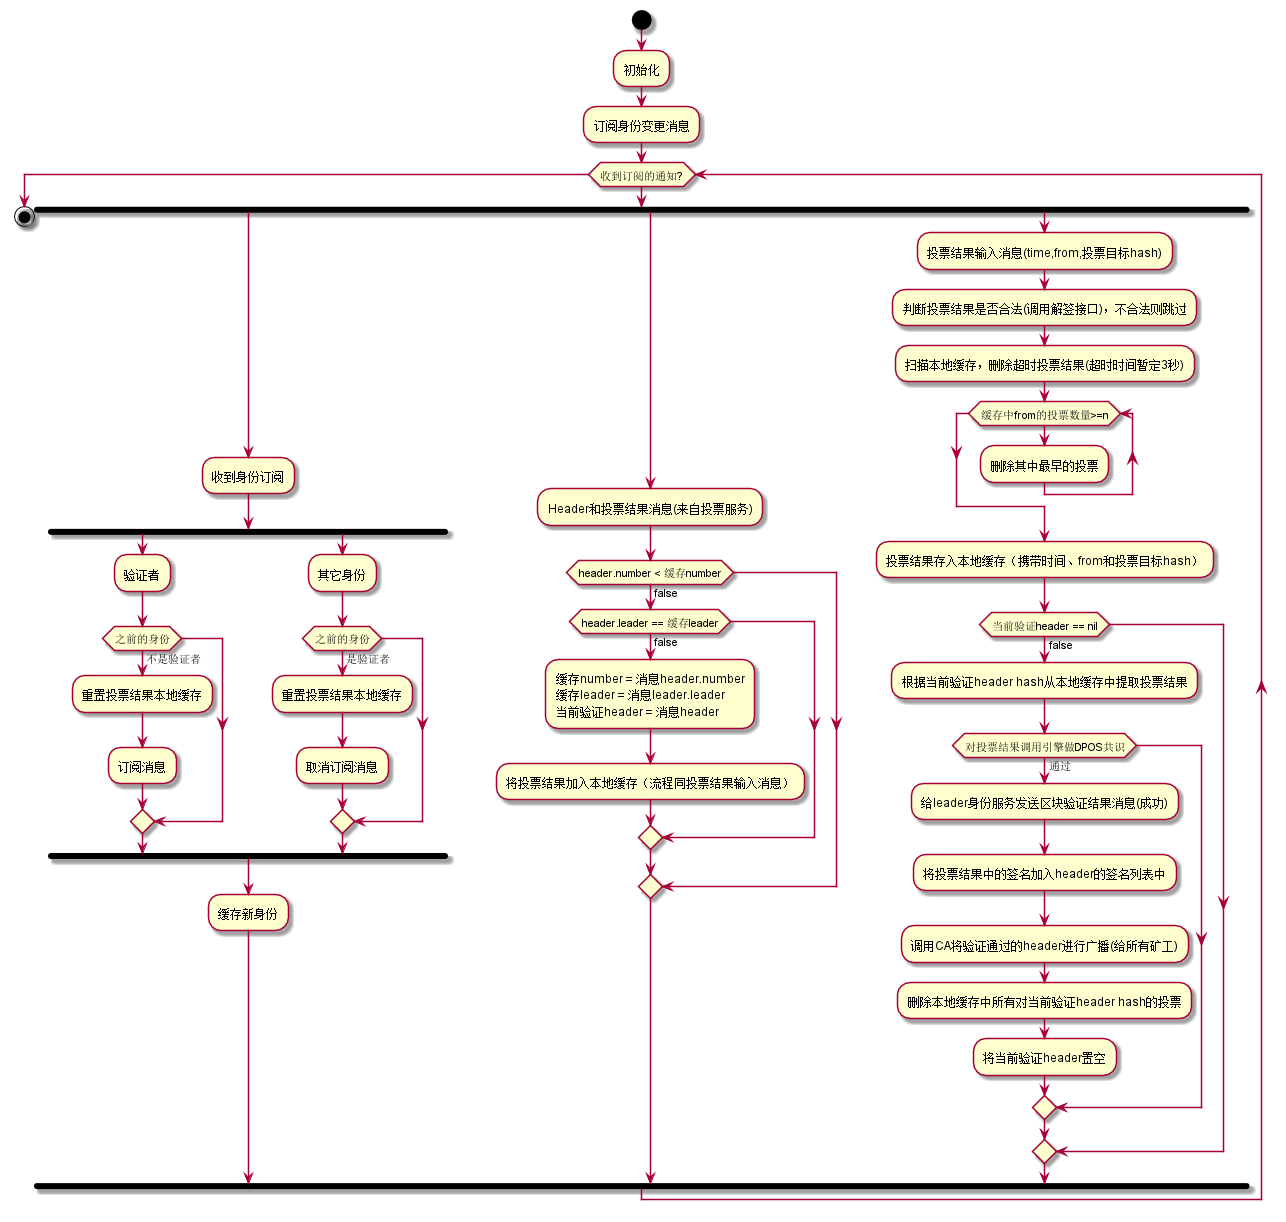 初始化
订阅身份变更消息
收到订阅的通知?
收到身份订阅
验证者
之前的身份
不是验证者
重置投票结果本地缓存
订阅消息
其它身份
之前的身份
是验证者
重置投票结果本地缓存
取消订阅消息
缓存新身份
Header和投票结果消息(来自投票服务)
header.number < 缓存number
false
header.leader == 缓存leader
false
缓存number = 消息header.number
缓存leader = 消息leader.leader
当前验证header = 消息header
将投票结果加入本地缓存（流程同投票结果输入消息）
投票结果输入消息(time,from,投票目标hash)
判断投票结果是否合法(调用解签接口)，不合法则跳过
扫描本地缓存，删除超时投票结果(超时时间暂定3秒)
缓存中from的投票数量>=n
删除其中最早的投票
投票结果存入本地缓存（携带时间、from和投票目标hash）
当前验证header == nil
false
根据当前验证header hash从本地缓存中提取投票结果
对投票结果调用引擎做DPOS共识
通过
给leader身份服务发送区块验证结果消息(成功)
将投票结果中的签名加入header的签名列表中
调用CA将验证通过的header进行广播(给所有矿工)
删除本地缓存中所有对当前验证header hash的投票
将当前验证header置空